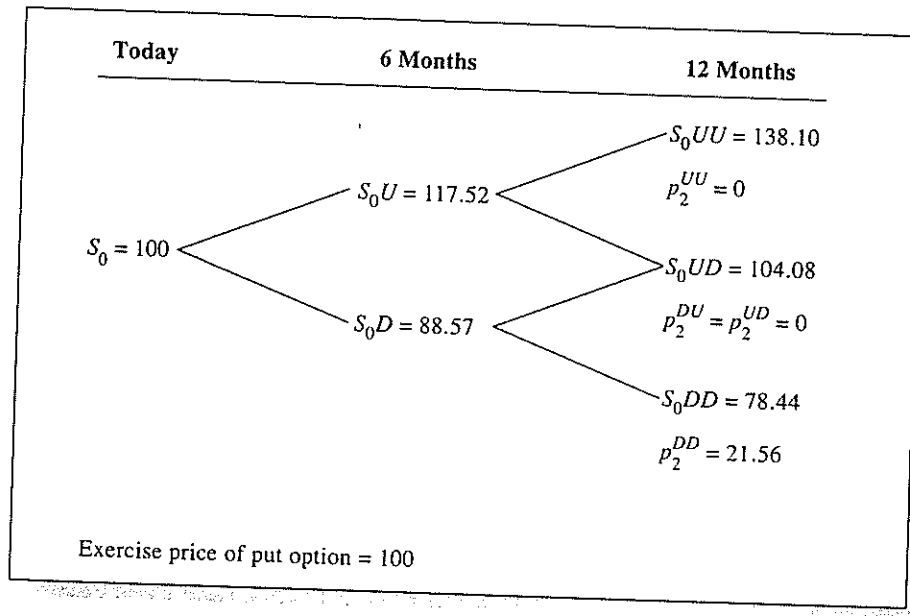 Today 6 Months 12 Months
S₀UU = 138.10
p₂ᵁᵁ = 0
S₀U = 117.52
S₀ = 100
S₀UD = 104.08
p₂ᴰᵁ = p₂ᵁᴰ = 0
S₀D = 88.57
S₀DD = 78.44
p₂ᴰᴰ = 21.56
Exercise price of put option = 100